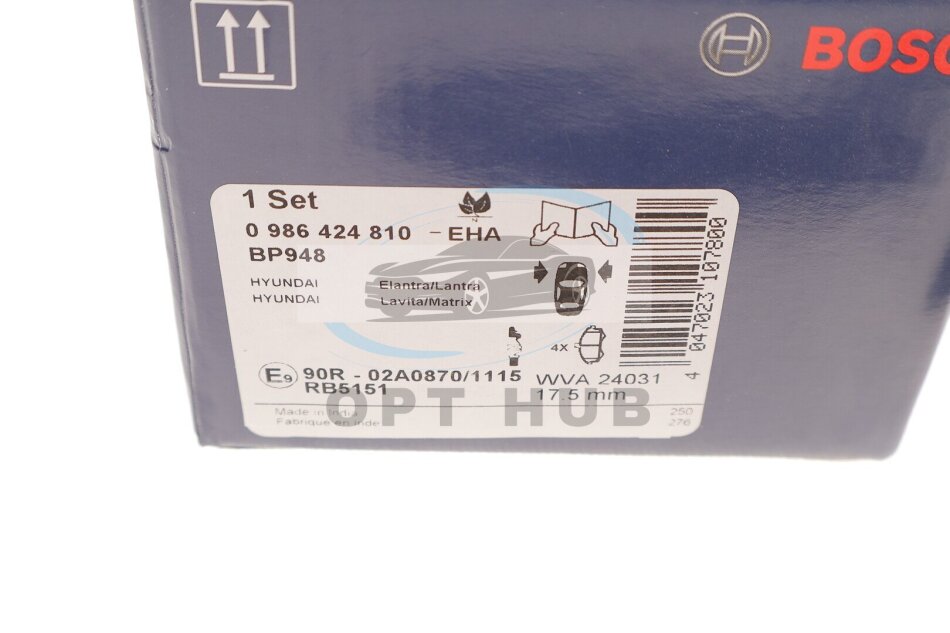 BOSC
1 Set
0 986 424 810 - EHA
BP948
HYUNDAI Elantra/Lantra
HYUNDAI Lavita/Matrix
4X
4 047023 107800
E9 90R - 02A0870/1115 WVA 24031
RB5151 17.5 mm
OPT HUB
Made in India 250
Fabrique en Inde 276